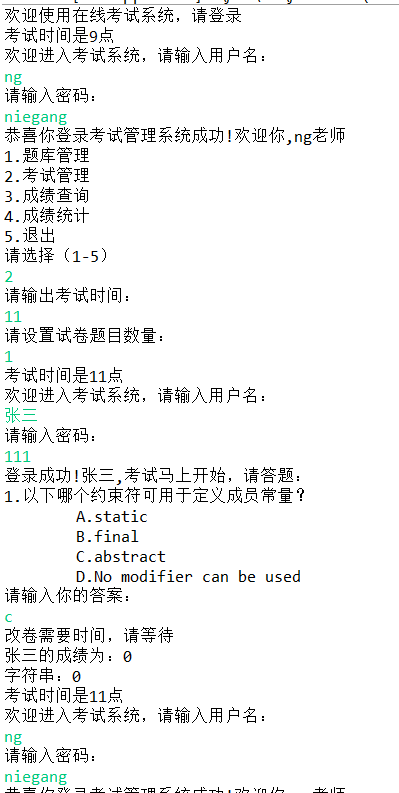 欢迎使用在线考试系统，请登录
考试时间是9点
欢迎进入考试系统，请输入用户名：
ng
请输入密码：
niegang
恭喜你登录考试管理系统成功!欢迎你,ng老师
1.题库管理
2.考试管理
3.成绩查询
4.成绩统计
5.退出
请选择（1-5）
2
请输出考试时间：
11
请设置试卷题目数量：
1
考试时间是11点
欢迎进入考试系统，请输入用户名：
张三
请输入密码：
111
登录成功!张三,考试马上开始，请答题：
1.以下哪个约束符可用于定义成员常量？
A.static
B.final
C.abstract
D.No modifier can be used
请输入你的答案：
c
改卷需要时间，请等待
张三的成绩为：0
字符串：0
考试时间是11点
欢迎进入考试系统，请输入用户名：
ng
请输入密码：
niegang